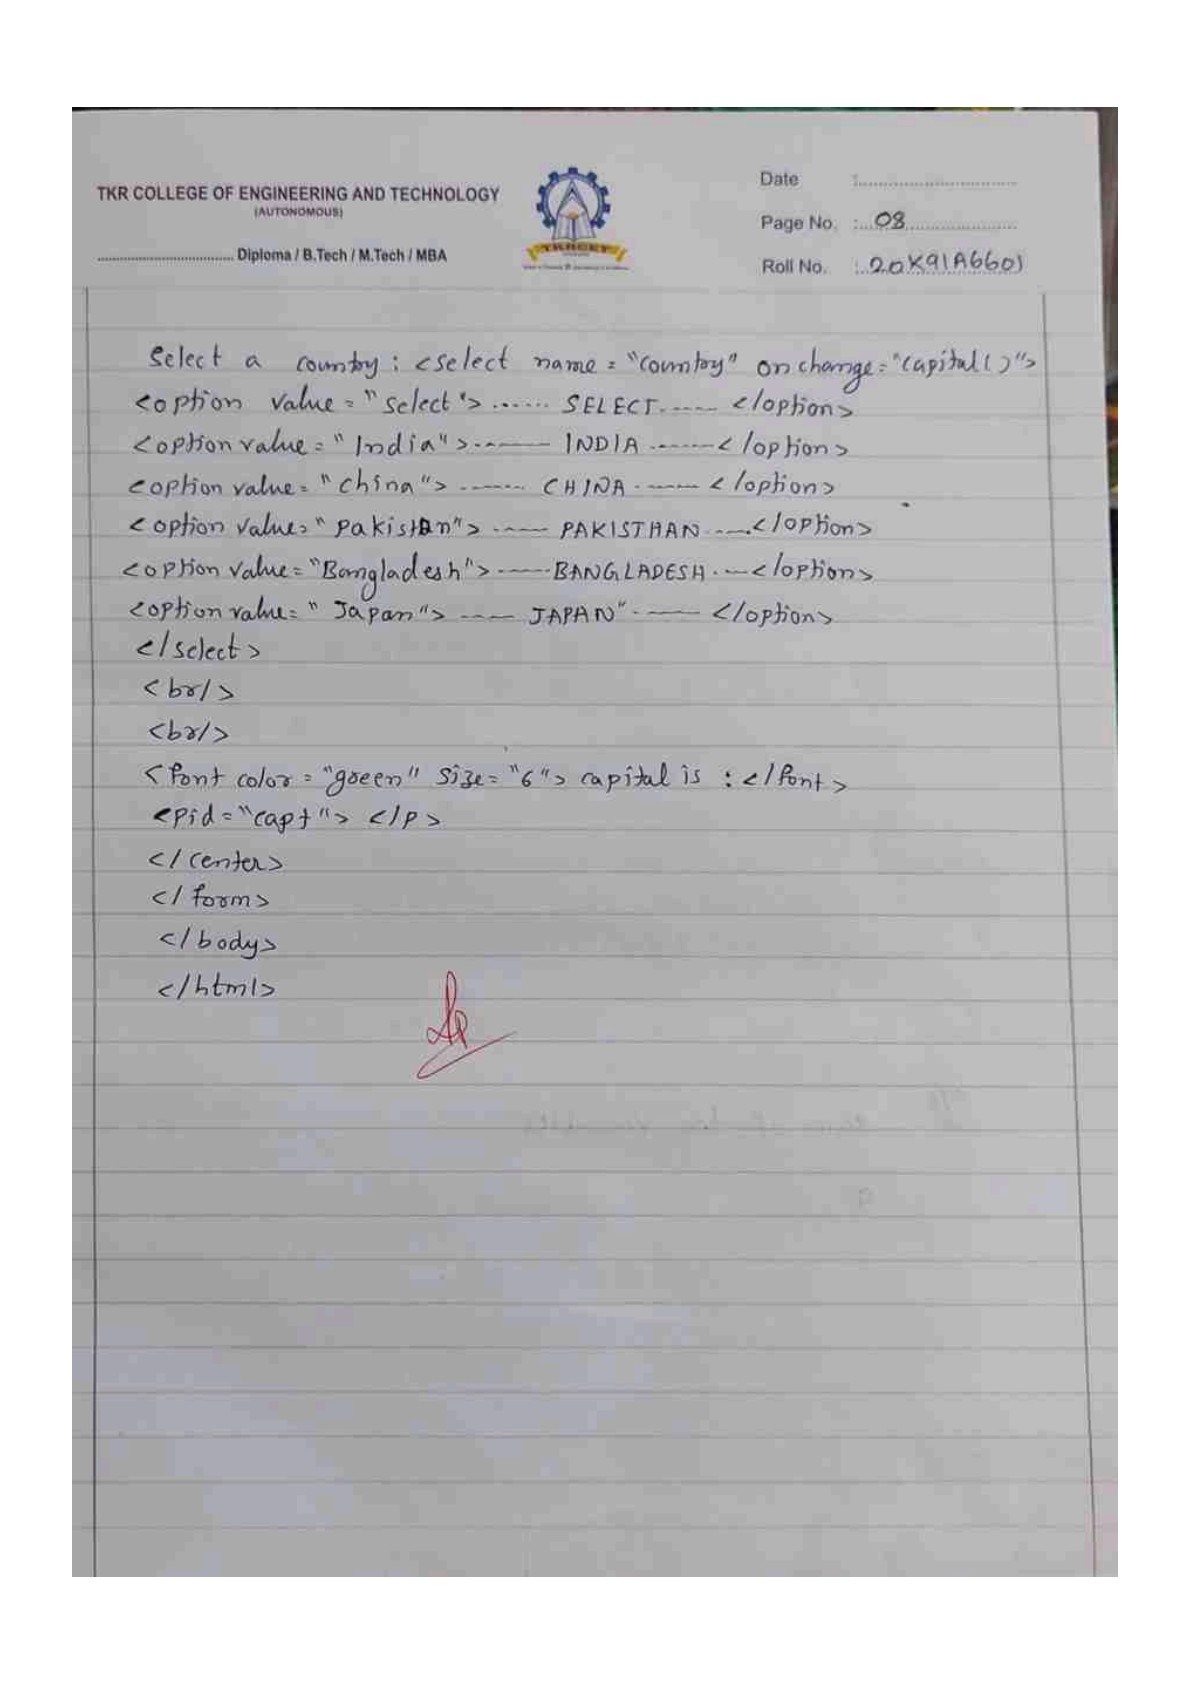 TKR COLLEGE OF ENGINEERING AND TECHNOLOGY
(AUTONOMOUS)
.................................. Diploma / B.Tech / M.Tech / MBA
TKRCET
Date :................................
Page No. :....08.......................
Roll No. : 20K91A6601
Select a country : <select name = "country" onchange = "capital()">
<option value = "select"> ...... SELECT ..---- </option>
<option value = "India"> ..----- INDIA ......</option>
<option value = "china"> ...... CHINA .----- </option>
<option value = "pakistan"> .---- PAKISTHAN ....</option>
<option value = "Bangladesh"> ----- BANGLADESH .--</option>
<option value = "Japan"> ---- JAPAN" .---- </option>
</select>
<br/>
<br/>
<font color = "green" size = "6"> capital is : </font>
<pid = "capt"> </p>
</center>
</form>
</body>
</html>